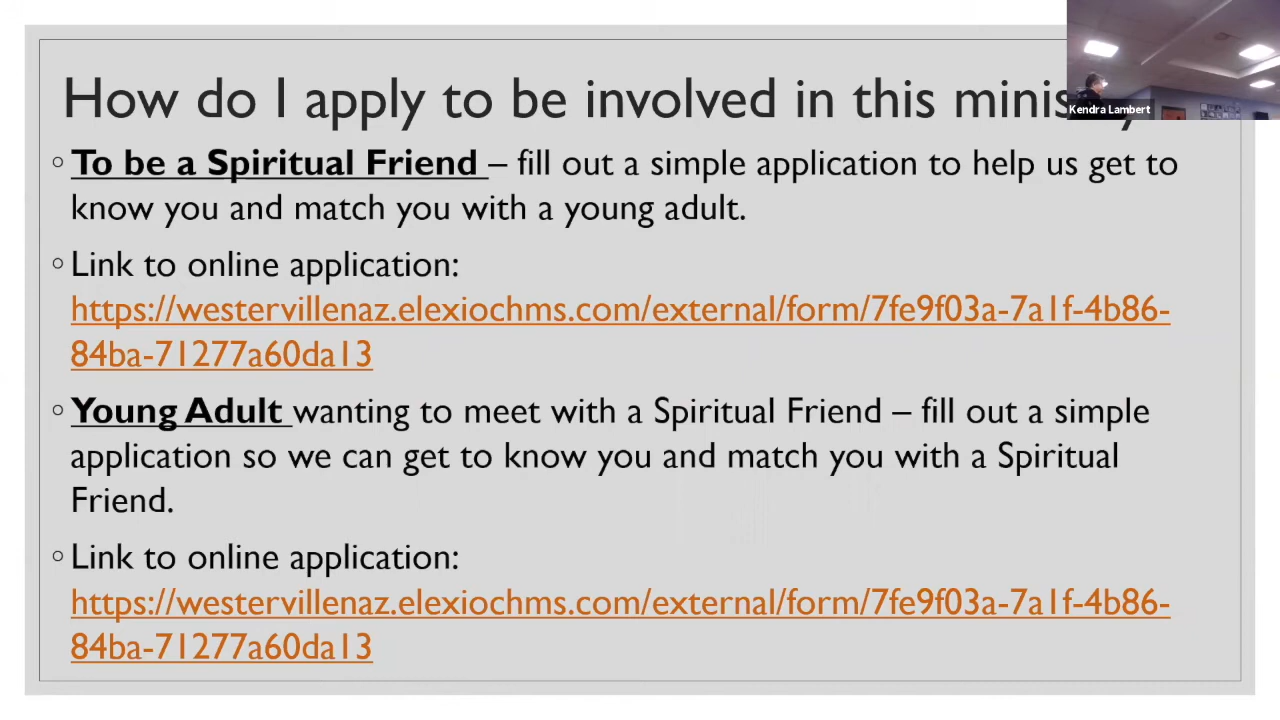 How do I apply to be involved in this minis
Kendra Lambert
◦ To be a Spiritual Friend – fill out a simple application to help us get to
know you and match you with a young adult.
◦ Link to online application:
https://westervillenaz.elexiochms.com/external/form/7fe9f03a-7a1f-4b86-
84ba-71277a60da13
◦ Young Adult wanting to meet with a Spiritual Friend – fill out a simple
application so we can get to know you and match you with a Spiritual
Friend.
◦ Link to online application:
https://westervillenaz.elexiochms.com/external/form/7fe9f03a-7a1f-4b86-
84ba-71277a60da13